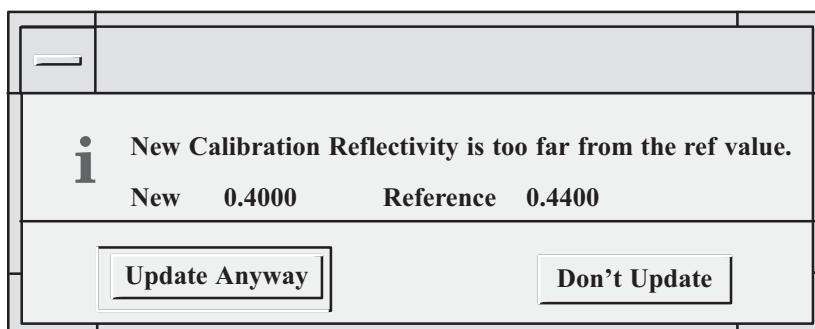 i
New Calibration Reflectivity is too far from the ref value.
New 0.4000 Reference 0.4400
Update Anyway
Don't Update